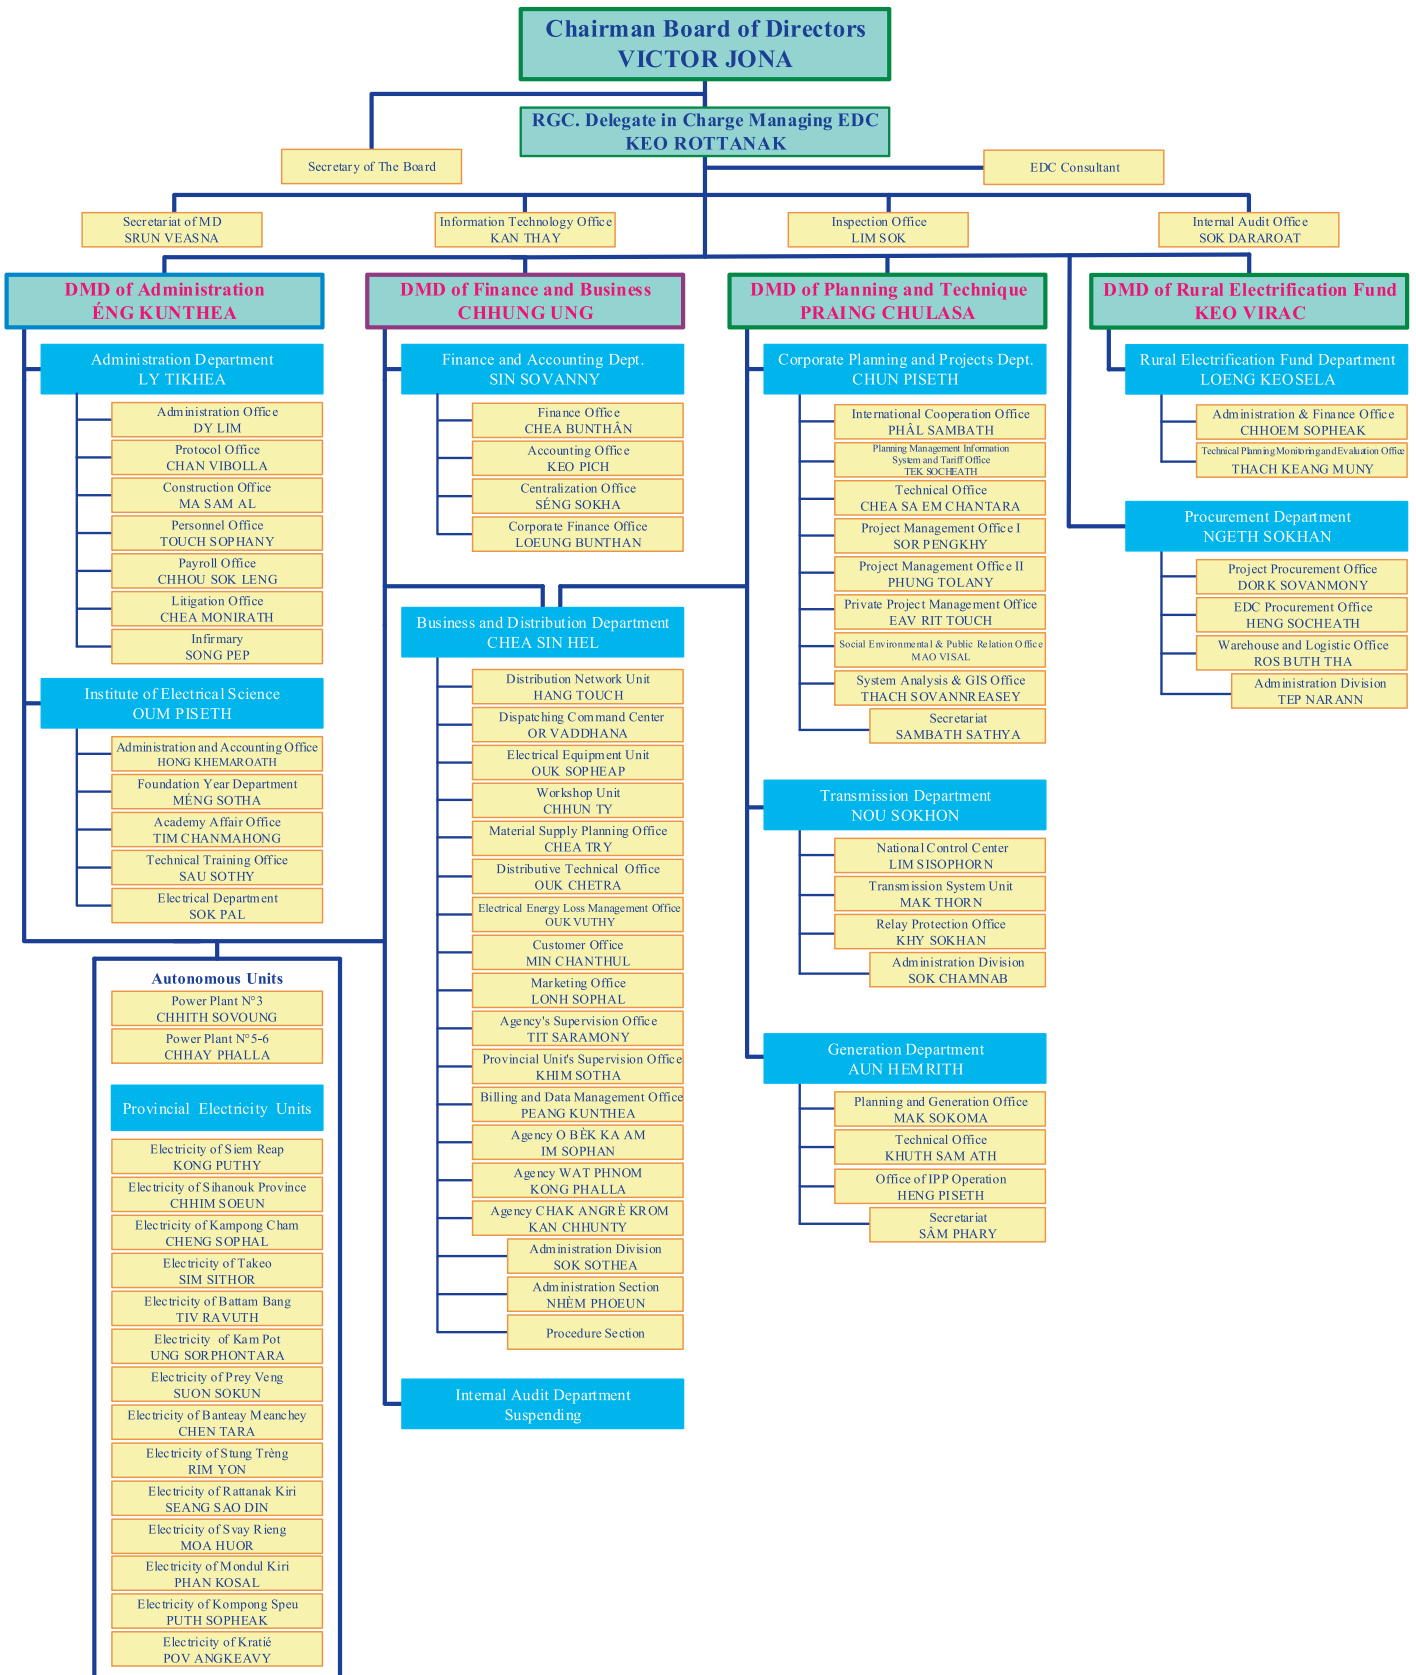 Chairman Board of Directors
VICTOR JONA
RGC. Delegate in Charge Managing EDC
KEO ROTTANAK
Secretary of The Board
EDC Consultant
Secretariat of MD
SRUN VEASNA
Information Technology Office
KAN THAY
Inspection Office
LIM SOK
Internal Audit Office
SOK DARAROAT
DMD of Administration
ÉNG KUNTHEA
Administration Department
LY TIKHEA
Administration Office
DY LIM
Protocol Office
CHAN VIBOLLA
Construction Office
MA SAM AL
Personnel Office
TOUCH SOPHANY
Payroll Office
CHHOU SOK LENG
Litigation Office
CHEA MONIRATH
Infirmary
SONG PEP
Institute of Electrical Science
OUM PISETH
Administration and Accounting Office
HONG KHEMAROATH
Foundation Year Department
MÉNG SOTHA
Academy Affair Office
TIM CHANMAHONG
Technical Training Office
SAU SOTHY
Electrical Department
SOK PAL
Autonomous Units
Power Plant N°3
CHHITH SOVOUNG
Power Plant N°5-6
CHHAY PHALLA
Provincial Electricity Units
Electricity of Siem Reap
KONG PUTHY
Electricity of Sihanouk Province
CHHIM SOEUN
Electricity of Kampong Cham
CHENG SOPHAL
Electricity of Takeo
SIM SITHOR
Electricity of Battam Bang
TIV RAVUTH
Electricity of Kam Pot
UNG SORPHONTARA
Electricity of Prey Veng
SUON SOKUN
Electricity of Banteay Meanchey
CHEN TARA
Electricity of Stung Trèng
RIM YON
Electricity of Rattanak Kiri
SEANG SAO DIN
Electricity of Svay Rieng
MOA HUOR
Electricity of Mondul Kiri
PHAN KOSAL
Electricity of Kompong Speu
PUTH SOPHEAK
Electricity of Kratié
POV ANGKEAVY
DMD of Finance and Business
CHHUNG UNG
Finance and Accounting Dept.
SIN SOVANNY
Finance Office
CHEA BUNTHÂN
Accounting Office
KEO PICH
Centralization Office
SÉNG SOKHA
Corporate Finance Office
LOEUNG BUNTHAN
Business and Distribution Department
CHEA SIN HEL
Distribution Network Unit
HANG TOUCH
Dispatching Command Center
OR VADDHANA
Electrical Equipment Unit
OUK SOPHEAP
Workshop Unit
CHHUN TY
Material Supply Planning Office
CHEA TRY
Distributive Technical Office
OUK CHETRA
Electrical Energy Loss Management Office
OUK VUTHY
Customer Office
MIN CHANTHUL
Marketing Office
LONH SOPHAL
Agency's Supervision Office
TIT SARAMONY
Provincial Unit's Supervision Office
KHIM SOTHA
Billing and Data Management Office
PEANG KUNTHEA
Agency O BÈK KA AM
IM SOPHAN
Agency WAT PHNOM
KONG PHALLA
Agency CHAK ANGRÈ KROM
KAN CHHUNTY
Administration Division
SOK SOTHEA
Administration Section
NHÈM PHOEUN
Procedure Section
Internal Audit Department
Suspending
DMD of Planning and Technique
PRAING CHULASA
Corporate Planning and Projects Dept.
CHUN PISETH
International Cooperation Office
PHÂL SAMBATH
Planning Management Information
System and Tariff Office
TEK SOCHEATH
Technical Office
CHEA SA EM CHANTARA
Project Management Office I
SOR PENGKHY
Project Management Office II
PHUNG TOLANY
Private Project Management Office
EAV RIT TOUCH
Social Environmental & Public Relation Office
MAO VISAL
System Analysis & GIS Office
THACH SOVANNREASEY
Secretariat
SAMBATH SATHYA
Transmission Department
NOU SOKHON
National Control Center
LIM SISOPHORN
Transmission System Unit
MAK THORN
Relay Protection Office
KHY SOKHAN
Administration Division
SOK CHAMNAB
Generation Department
AUN HEMRITH
Planning and Generation Office
MAK SOKOMA
Technical Office
KHUTH SAM ATH
Office of IPP Operation
HENG PISETH
Secretariat
SÂM PHARY
DMD of Rural Electrification Fund
KEO VIRAC
Rural Electrification Fund Department
LOENG KEOSELA
Administration & Finance Office
CHHOEM SOPHEAK
Technical Planning Monitoring and Evaluation Office
THACH KEANG MUNY
Procurement Department
NGETH SOKHAN
Project Procurement Office
DORK SOVANMONY
EDC Procurement Office
HENG SOCHEATH
Warehouse and Logistic Office
ROS BUTH THA
Administration Division
TEP NARANN